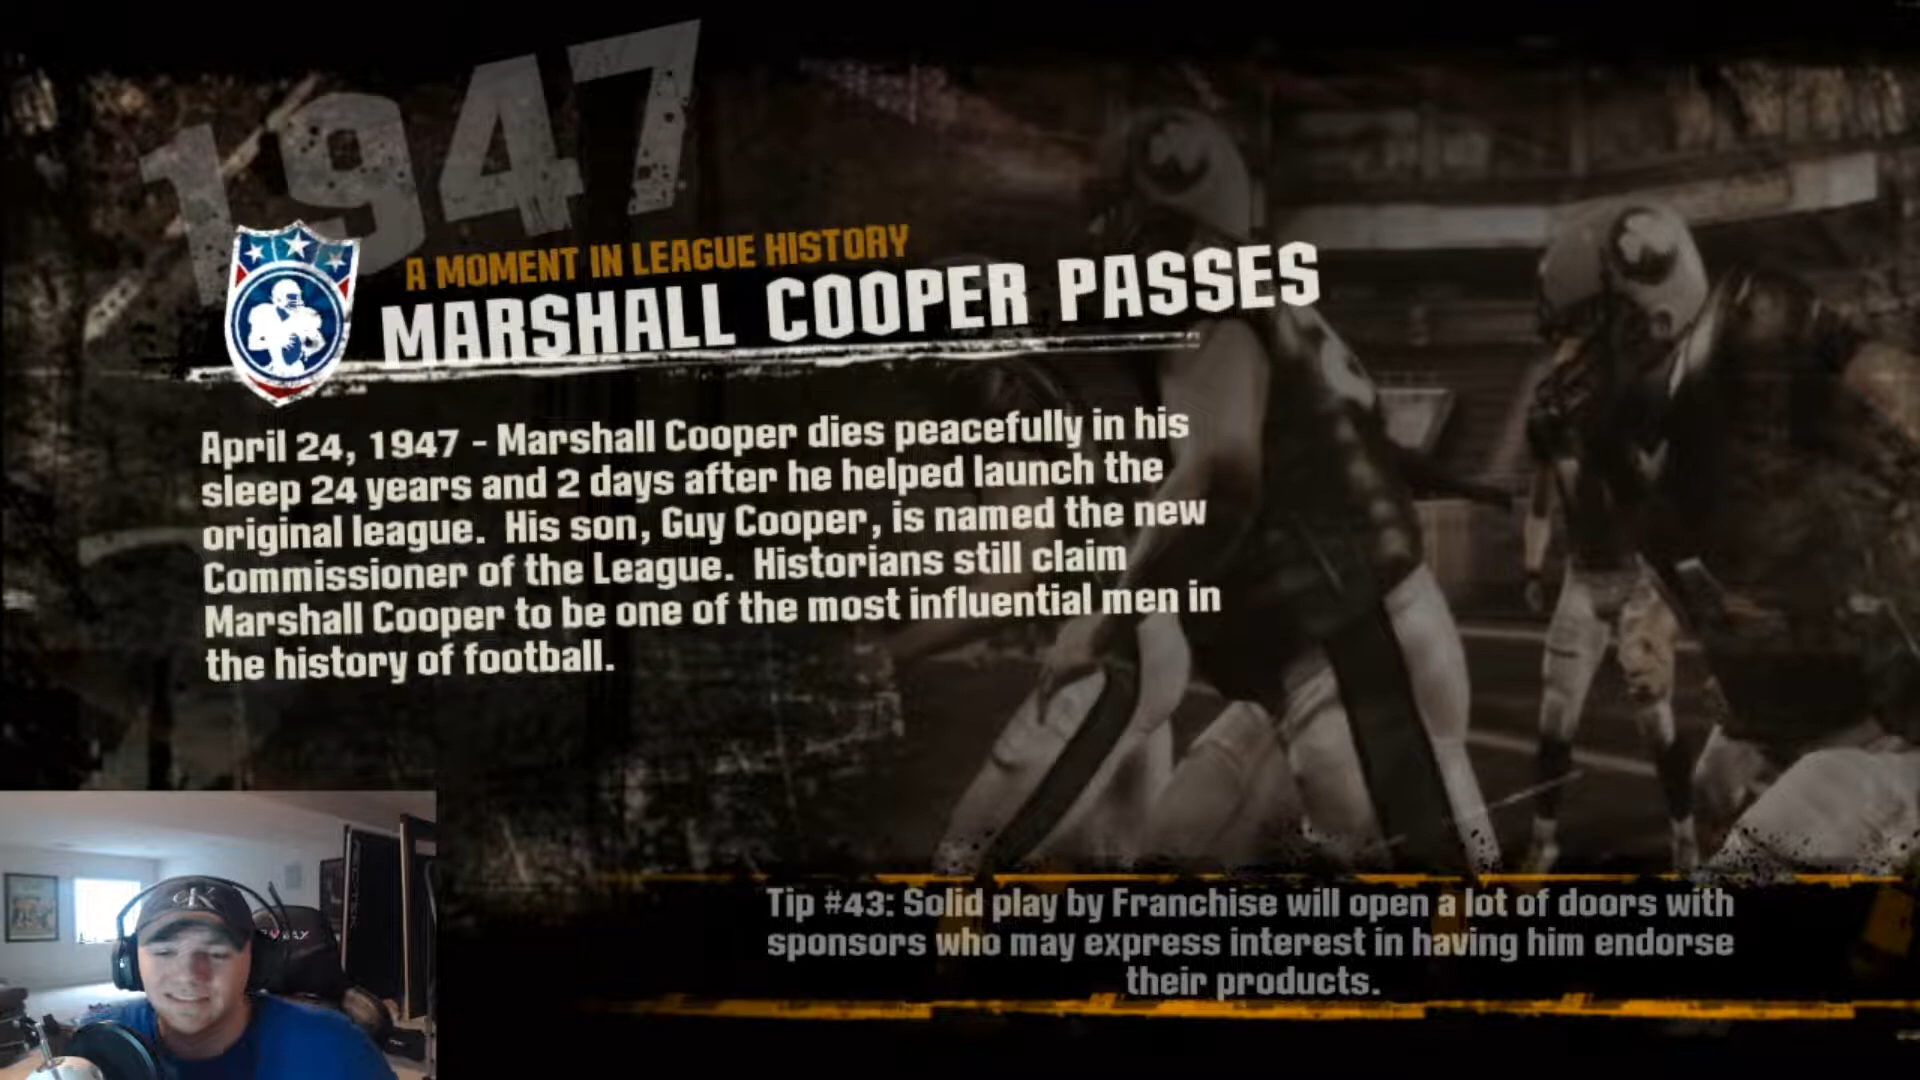 1947
A MOMENT IN LEAGUE HISTORY
MARSHALL COOPER PASSES
April 24, 1947 - Marshall Cooper dies peacefully in his
sleep 24 years and 2 days after he helped launch the
original league.  His son, Guy Cooper, is named the new
Commissioner of the League.  Historians still claim
Marshall Cooper to be one of the most influential men in
the history of football.
Tip #43: Solid play by Franchise will open a lot of doors with
sponsors who may express interest in having him endorse
their products.
CK